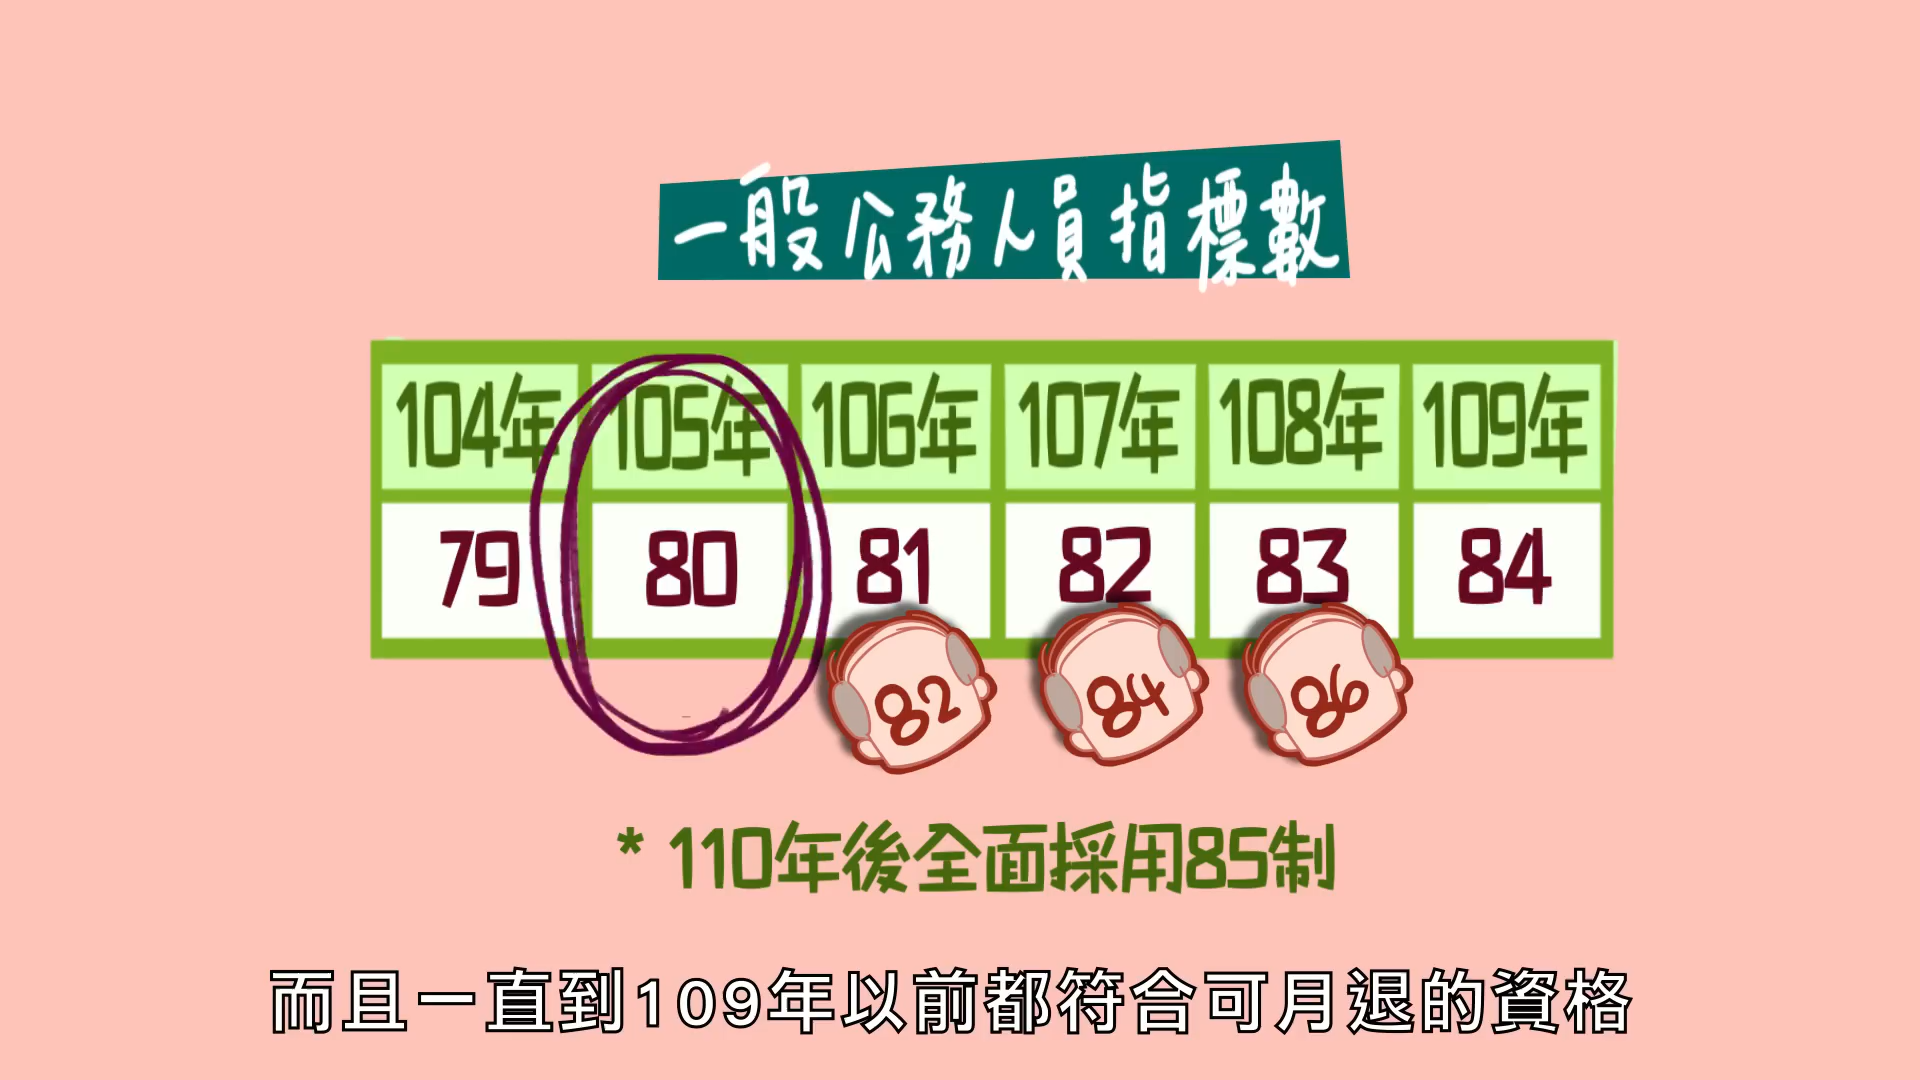 一般公務人員指標數
104年 105年 106年 107年 108年 109年
79 80 81 82 83 84
82 84 86
* 110年後全面採用85制
而且一直到109年以前都符合可月退的資格